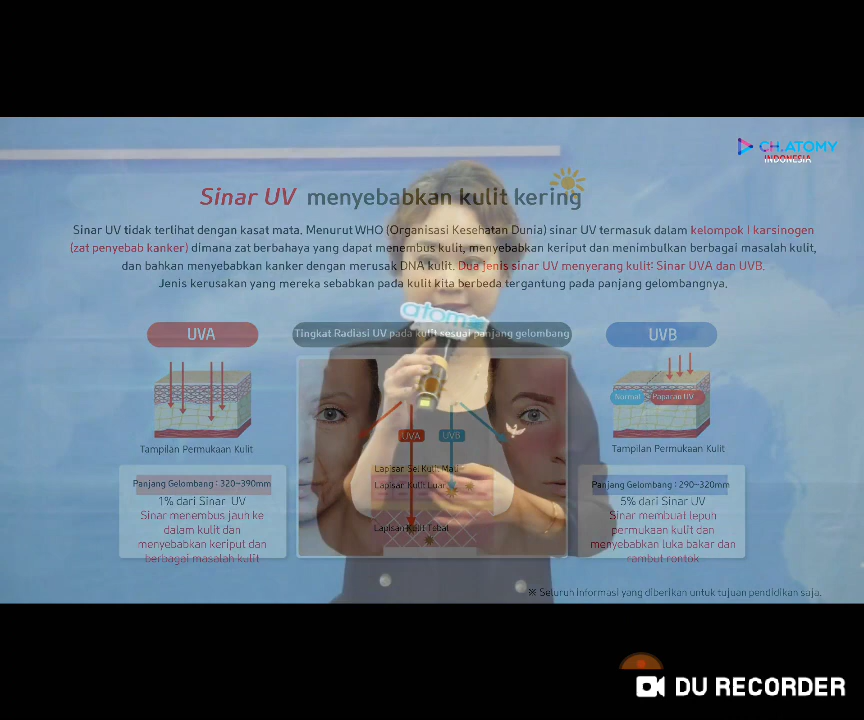 CH.ATOMY
INDONESIA
Sinar UV menyebabkan kulit kering
Sinar UV tidak terlihat dengan kasat mata. Menurut WHO (Organisasi Kesehatan Dunia) sinar UV termasuk dalam kelompok I karsinogen
(zat penyebab kanker) dimana zat berbahaya yang dapat menembus kulit, menyebabkan keriput dan menimbulkan berbagai masalah kulit,
dan bahkan menyebabkan kanker dengan merusak DNA kulit. Dua jenis sinar UV menyerang kulit: Sinar UVA dan UVB.
Jenis kerusakan yang mereka sebabkan pada kulit kita berbeda tergantung pada panjang gelombangnya.
atom
UVA
Tingkat Radiasi UV pada kulit sesuai panjang gelombang
UVB
Normal
Paparan UV
UVA
UVB
Tampilan Permukaan Kulit
Tampilan Permukaan Kulit
Lapisan Sel Kulit Mati
Lapisan Kulit Luar
Lapisan Kulit Tebal
Panjang Gelombang : 320~390mm
1% dari Sinar UV
Sinar menembus jauh ke
dalam kulit dan
menyebabkan keriput dan
berbagai masalah kulit
Panjang Gelombang : 290~320mm
5% dari Sinar UV
Sinar membuat lepuh
permukaan kulit dan
menyebabkan luka bakar dan
rambut rontok
※ Seluruh informasi yang diberikan untuk tujuan pendidikan saja.
DU RECORDER